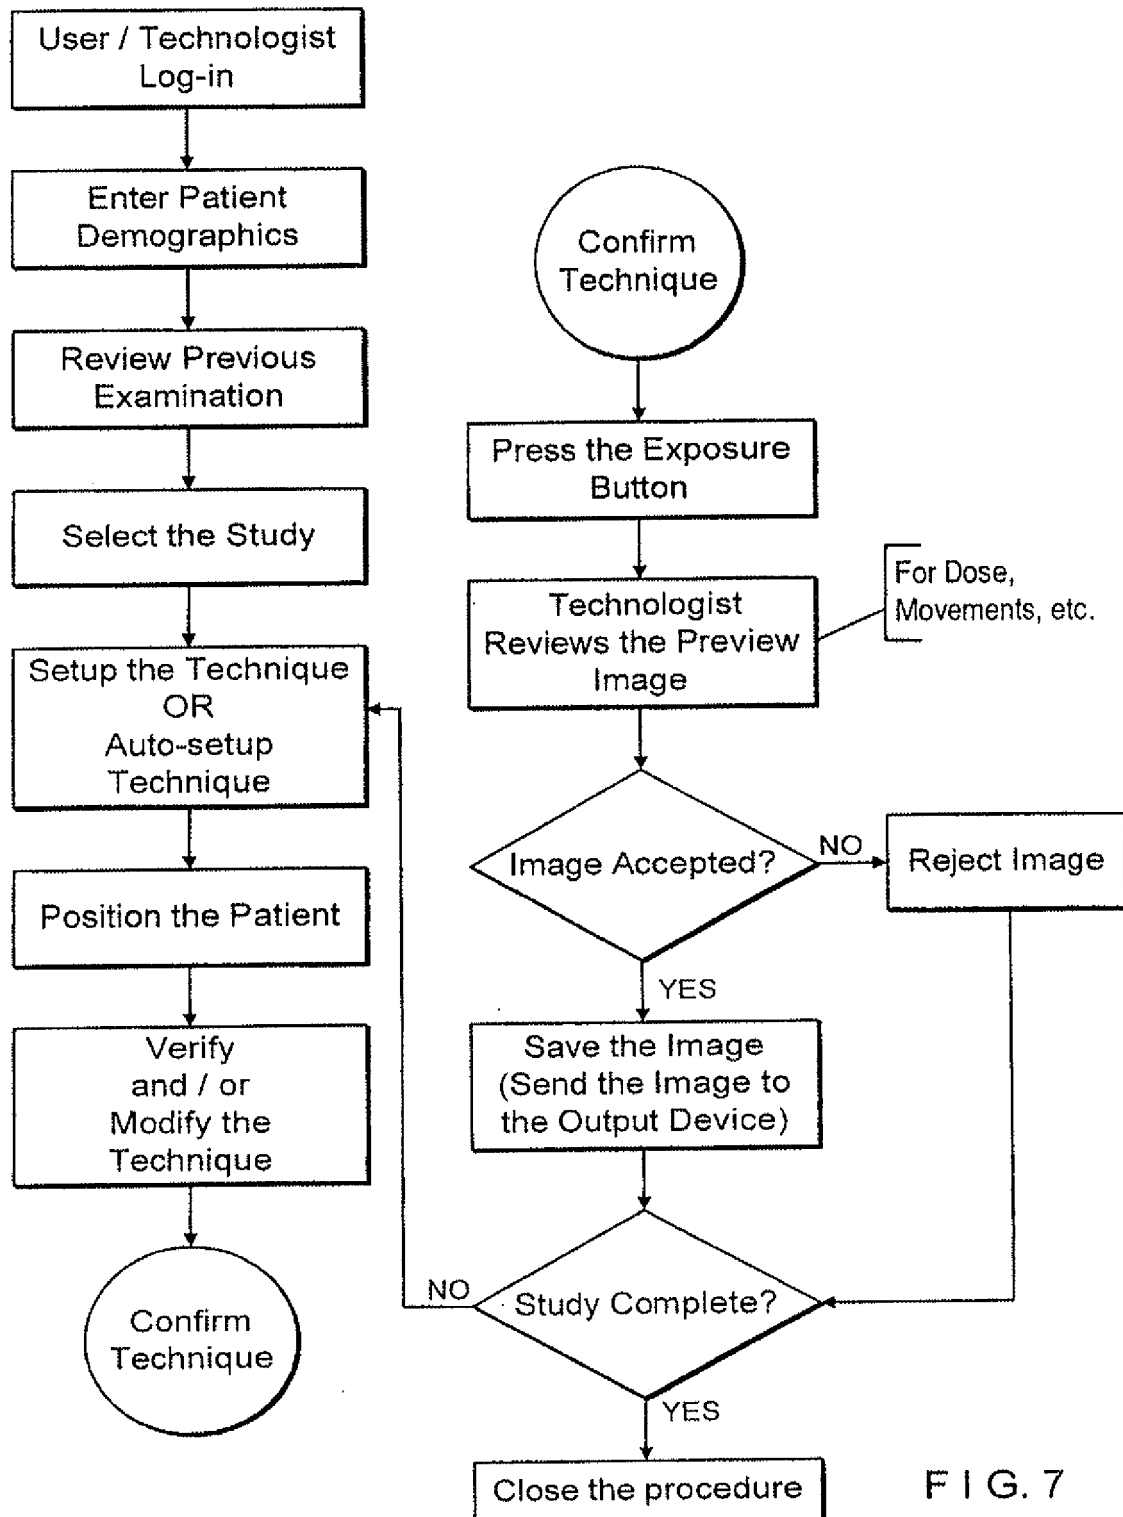 User / Technologist
Log-in
Enter Patient
Demographics
Review Previous
Examination
Select the Study
Setup the Technique
OR
Auto-setup
Technique
Position the Patient
Verify
and / or
Modify the
Technique
Confirm
Technique
Confirm
Technique
Press the Exposure
Button
Technologist
Reviews the Preview
Image
For Dose,
Movements, etc.
Image Accepted?
NO
Reject Image
YES
Save the Image
(Send the Image to
the Output Device)
Study Complete?
NO
YES
Close the procedure
FIG. 7